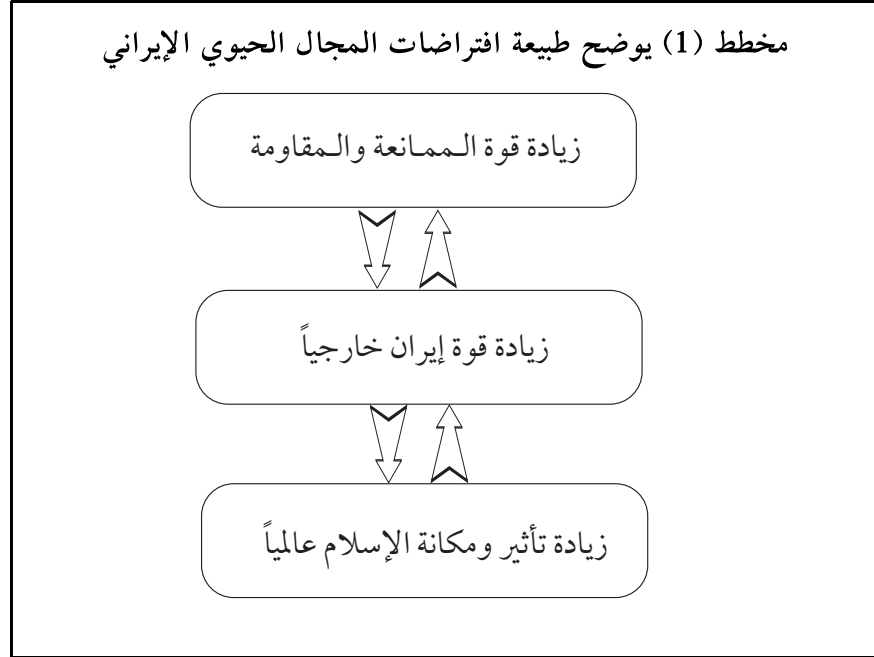 مخطط (1) يوضح طبيعة افتراضات المجال الحيوي الإيراني
زيادة قوة الممانعة والمقاومة
زيادة قوة إيران خارجياً
زيادة تأثير ومكانة الإسلام عالمياً